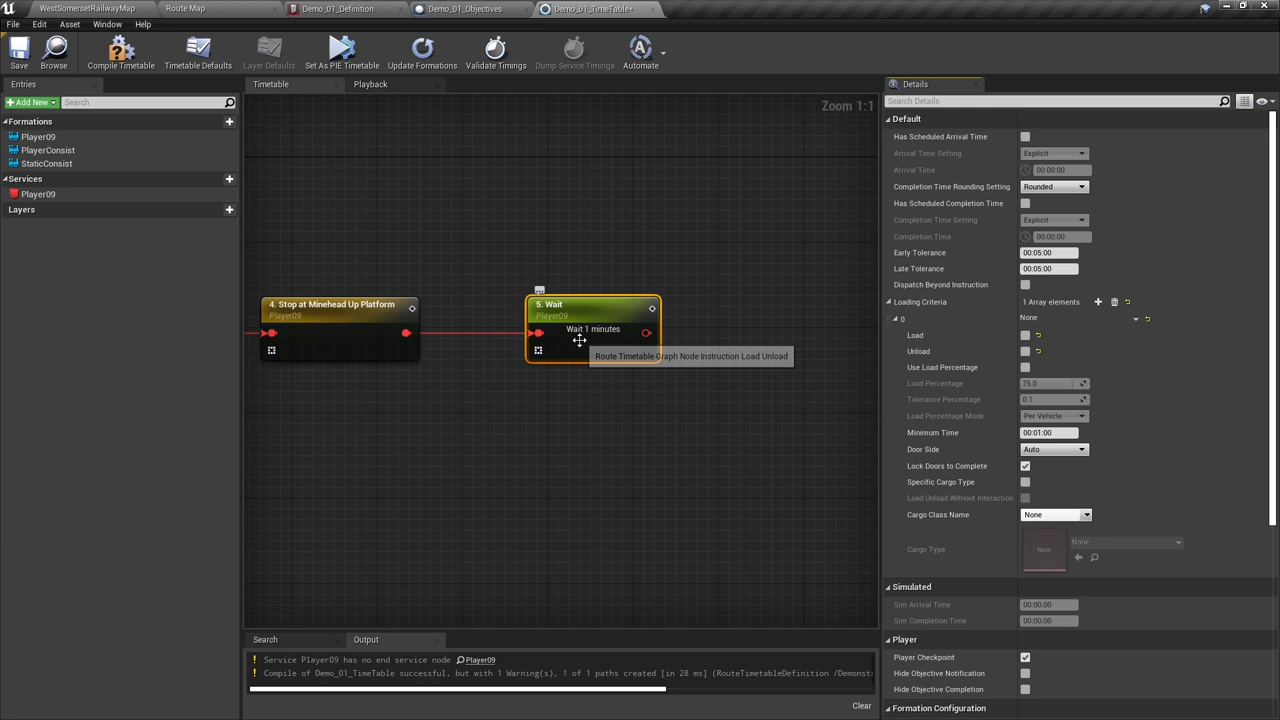 WestSomersetRailwayMap
Route Map
Demo_01_Definition
Demo_01_Objectives
Demo_01_TimeTable*
File
Edit
Asset
Window
Help
Save
Browse
Compile Timetable
Timetable Defaults
Layer Defaults
Set As PIE Timetable
Update Formations
Validate Timings
Dump Service Timings
Automate
Entries
Add New
Search
Formations
Player09
PlayerConsist
StaticConsist
Services
Player09
Layers
Timetable
Playback
Zoom 1:1
4. Stop at Minehead Up Platform
Player09
5. Wait
Player09
Wait 1 minutes
Route Timetable Graph Node Instruction Load Unload
Search
Output
! Service Player09 has no end service node Player09
! Compile of Demo_01_TimeTable successful, but with 1 Warning(s), 1 of 1 paths created [in 28 ms] (RouteTimetableDefinition /Demonst
Clear
Details
Search Details
Default
Has Scheduled Arrival Time
Arrival Time Setting Explicit
Arrival Time 00:00:00
Completion Time Rounding Setting Rounded
Has Scheduled Completion Time
Completion Time Setting Explicit
Completion Time 00:00:00
Early Tolerance 00:05:00
Late Tolerance 00:05:00
Dispatch Beyond Instruction
Loading Criteria 1 Array elements
0 None
Load
Unload
Use Load Percentage
Load Percentage 75.0
Tolerance Percentage 0.1
Load Percentage Mode Per Vehicle
Minimum Time 00:01:00
Door Side Auto
Lock Doors to Complete
Specific Cargo Type
Load Unload Without Interaction
Cargo Class Name None
Cargo Type None None
Simulated
Sim Arrival Time 00:00:00
Sim Completion Time 00:00:00
Player
Player Checkpoint
Hide Objective Notification
Hide Objective Completion
Formation Configuration